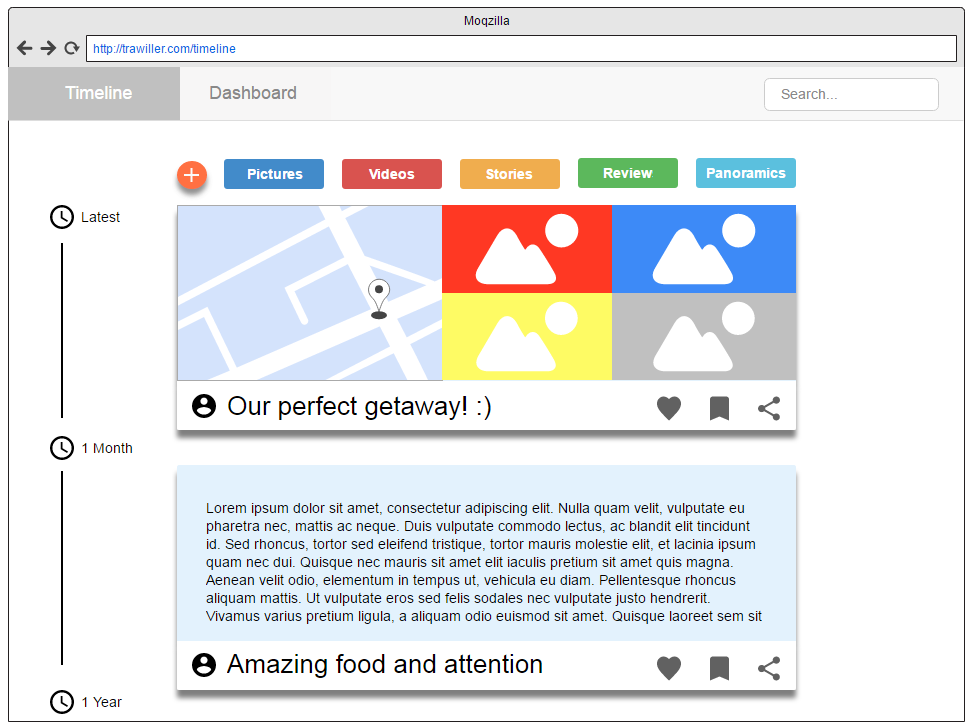 Moqzilla
http://trawiller.com/timeline
Timeline
Dashboard
Search...
Pictures
Videos
Stories
Review
Panoramics
Latest
Our perfect getaway! :)
1 Month
Lorem ipsum dolor sit amet, consectetur adipiscing elit. Nulla quam velit, vulputate eu
pharetra nec, mattis ac neque. Duis vulputate commodo lectus, ac blandit elit tincidunt
id. Sed rhoncus, tortor sed eleifend tristique, tortor mauris molestie elit, et lacinia ipsum
quam nec dui. Quisque nec mauris sit amet elit iaculis pretium sit amet quis magna.
Aenean velit odio, elementum in tempus ut, vehicula eu diam. Pellentesque rhoncus
aliquam mattis. Ut vulputate eros sed felis sodales nec vulputate justo hendrerit.
Vivamus varius pretium ligula, a aliquam odio euismod sit amet. Quisque laoreet sem sit
Amazing food and attention
1 Year